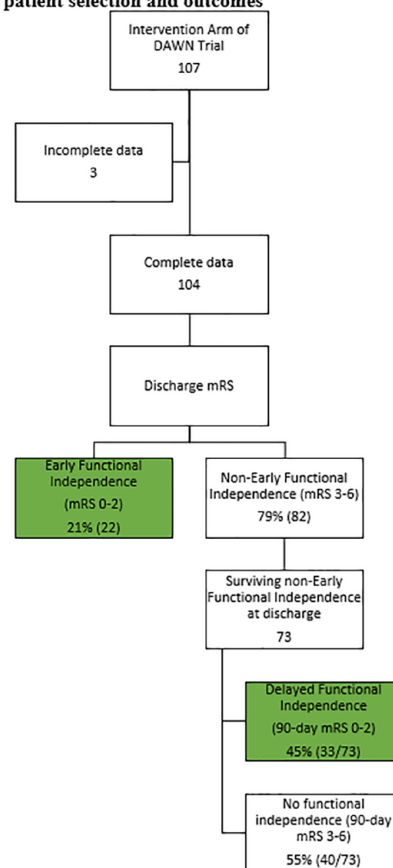 patient selection and outcomes
Intervention Arm of
DAWN Trial
107
Incomplete data
3
Complete data
104
Discharge mRS
Early Functional
Independence
(mRS 0-2)
21% (22)
Non-Early Functional
Independence (mRS 3-6)
79% (82)
Surviving non-Early
Functional Independence
at discharge
73
Delayed Functional
Independence
(90-day mRS 0-2)
45% (33/73)
No functional
independence (90-day
mRS 3-6)
55% (40/73)